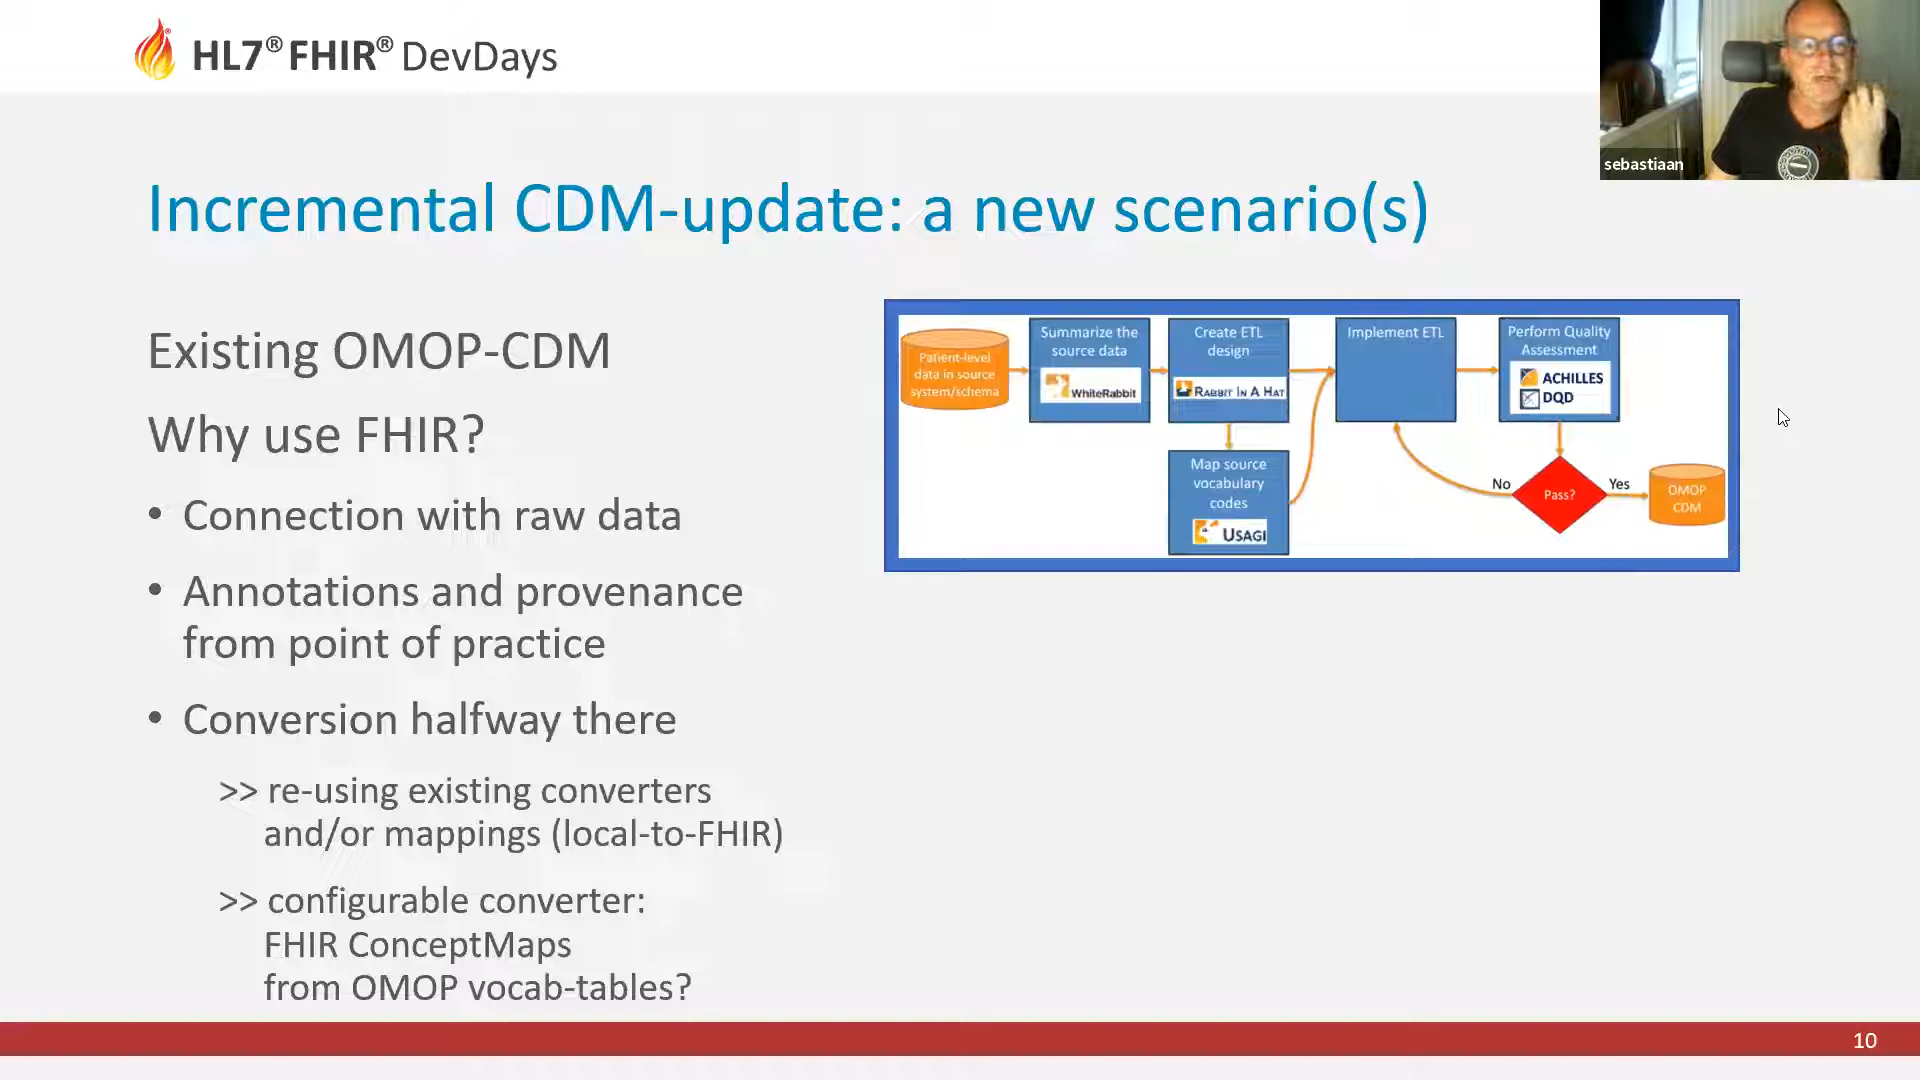 HL7® FHIR® DevDays
sebastiaan
Incremental CDM-update: a new scenario(s)
Existing OMOP-CDM
Why use FHIR?
• Connection with raw data
• Annotations and provenance
from point of practice
• Conversion halfway there
>> re-using existing converters
and/or mappings (local-to-FHIR)
>> configurable converter:
FHIR ConceptMaps
from OMOP vocab-tables?
Patient-level
data in source
system/schema
Summarize the
source data
WhiteRabbit
Create ETL
design
RABBIT IN A HAT
Map source
vocabulary
codes
USAGI
Implement ETL
Perform Quality
Assessment
ACHILLES
DQD
No
Pass?
Yes
OMOP
CDM
10